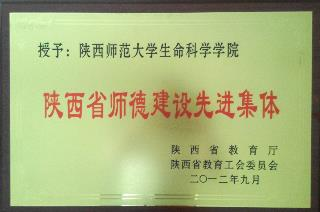 授予：陕西师范大学生命科学学院
陕西省师德建设先进集体
陕西省教育厅
陕西省教育工会委员会
二〇一二年九月